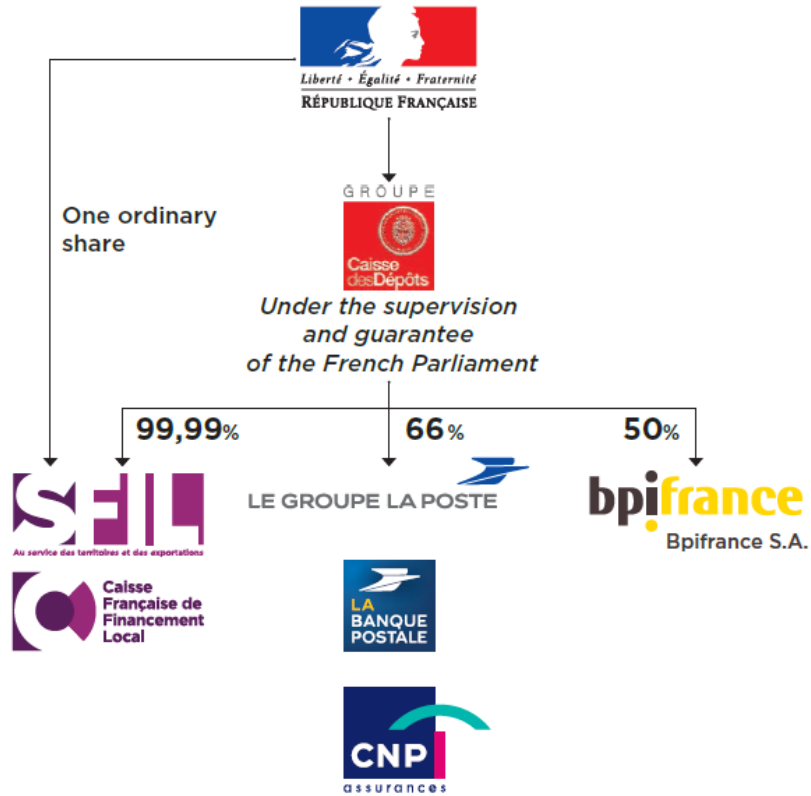 Liberté • Égalité • Fraternité
RÉPUBLIQUE FRANÇAISE
One ordinary
share
GROUPE
Caisse
desDépôts
Under the supervision
and guarantee
of the French Parliament
99,99%
66%
50%
SFIL
Au service des territoires et des exportations
LE GROUPE LA POSTE
bpifrance
Bpifrance S.A.
Caisse
Française de
Financement
Local
LA
BANQUE
POSTALE
CNP
assurances